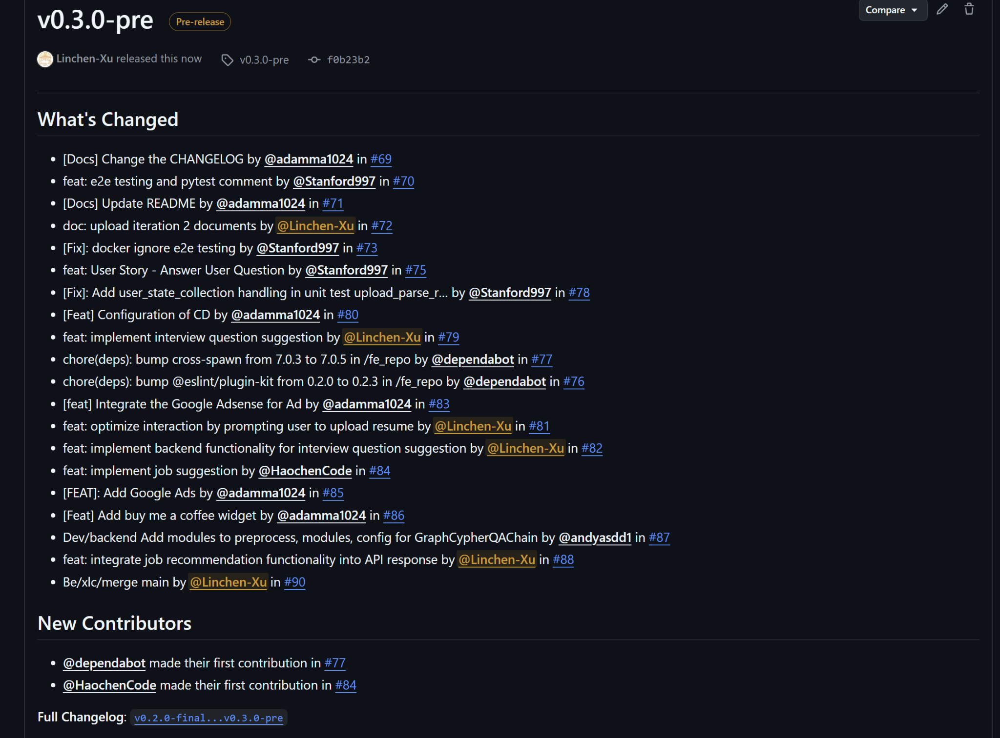 v0.3.0-pre Pre-release Compare
Linchen-Xu released this now v0.3.0-pre f0b23b2
What's Changed
[Docs] Change the CHANGELOG by @adamma1024 in #69
feat: e2e testing and pytest comment by @Stanford997 in #70
[Docs] Update README by @adamma1024 in #71
doc: upload iteration 2 documents by @Linchen-Xu in #72
[Fix]: docker ignore e2e testing by @Stanford997 in #73
feat: User Story - Answer User Question by @Stanford997 in #75
[Fix]: Add user_state_collection handling in unit test upload_parse_r... by @Stanford997 in #78
[Feat] Configuration of CD by @adamma1024 in #80
feat: implement interview question suggestion by @Linchen-Xu in #79
chore(deps): bump cross-spawn from 7.0.3 to 7.0.5 in /fe_repo by @dependabot in #77
chore(deps): bump @eslint/plugin-kit from 0.2.0 to 0.2.3 in /fe_repo by @dependabot in #76
[feat] Integrate the Google Adsense for Ad by @adamma1024 in #83
feat: optimize interaction by prompting user to upload resume by @Linchen-Xu in #81
feat: implement backend functionality for interview question suggestion by @Linchen-Xu in #82
feat: implement job suggestion by @HaochenCode in #84
[FEAT]: Add Google Ads by @adamma1024 in #85
[Feat] Add buy me a coffee widget by @adamma1024 in #86
Dev/backend Add modules to preprocess, modules, config for GraphCypherQAChain by @andyasdd1 in #87
feat: integrate job recommendation functionality into API response by @Linchen-Xu in #88
Be/xlc/merge main by @Linchen-Xu in #90
New Contributors
@dependabot made their first contribution in #77
@HaochenCode made their first contribution in #84
Full Changelog: v0.2.0-final...v0.3.0-pre